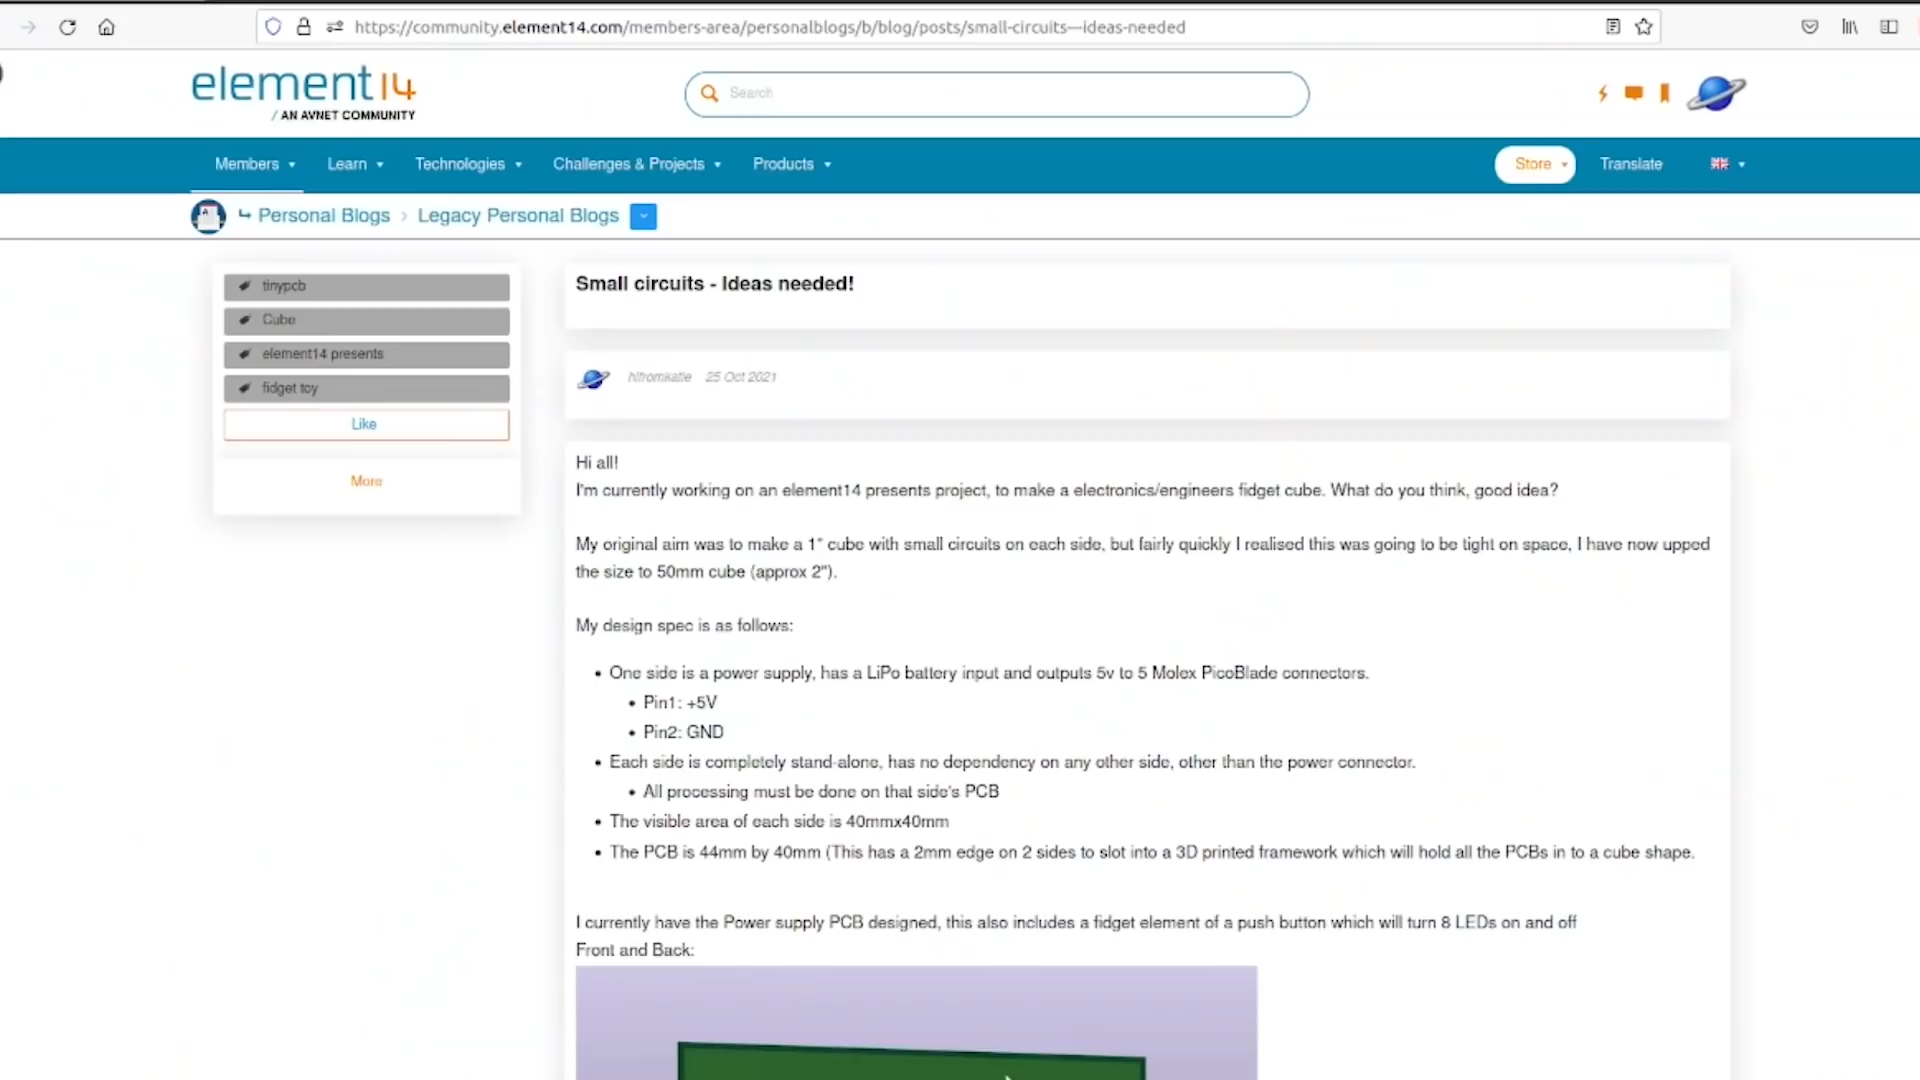 https://community.element14.com/members-area/personalblogs/b/blog/posts/small-circuits---ideas-needed
element14
/ AN AVNET COMMUNITY
Search
Members Learn Technologies Challenges & Projects Products Store Translate
Personal Blogs › Legacy Personal Blogs
tinypcb
Cube
element14 presents
fidget toy
Like
More
Small circuits - Ideas needed!
hifromkatie 25 Oct 2021
Hi all!
I'm currently working on an element14 presents project, to make a electronics/engineers fidget cube. What do you think, good idea?
My original aim was to make a 1" cube with small circuits on each side, but fairly quickly I realised this was going to be tight on space, I have now upped
the size to 50mm cube (approx 2").
My design spec is as follows:
• One side is a power supply, has a LiPo battery input and outputs 5v to 5 Molex PicoBlade connectors.
• Pin1: +5V
• Pin2: GND
• Each side is completely stand-alone, has no dependency on any other side, other than the power connector.
• All processing must be done on that side's PCB
• The visible area of each side is 40mmx40mm
• The PCB is 44mm by 40mm (This has a 2mm edge on 2 sides to slot into a 3D printed framework which will hold all the PCBs in to a cube shape.
I currently have the Power supply PCB designed, this also includes a fidget element of a push button which will turn 8 LEDs on and off
Front and Back: